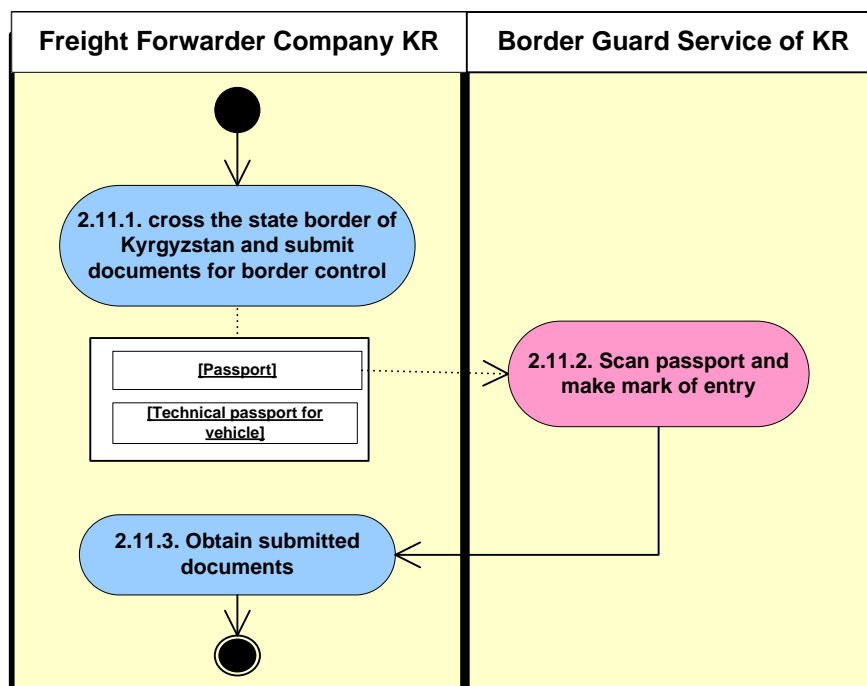 Freight Forwarder Company KR
Border Guard Service of KR
2.11.1. cross the state border of
Kyrgyzstan and submit
documents for border control
[Passport]
[Technical passport for
vehicle]
2.11.2. Scan passport and
make mark of entry
2.11.3. Obtain submitted
documents